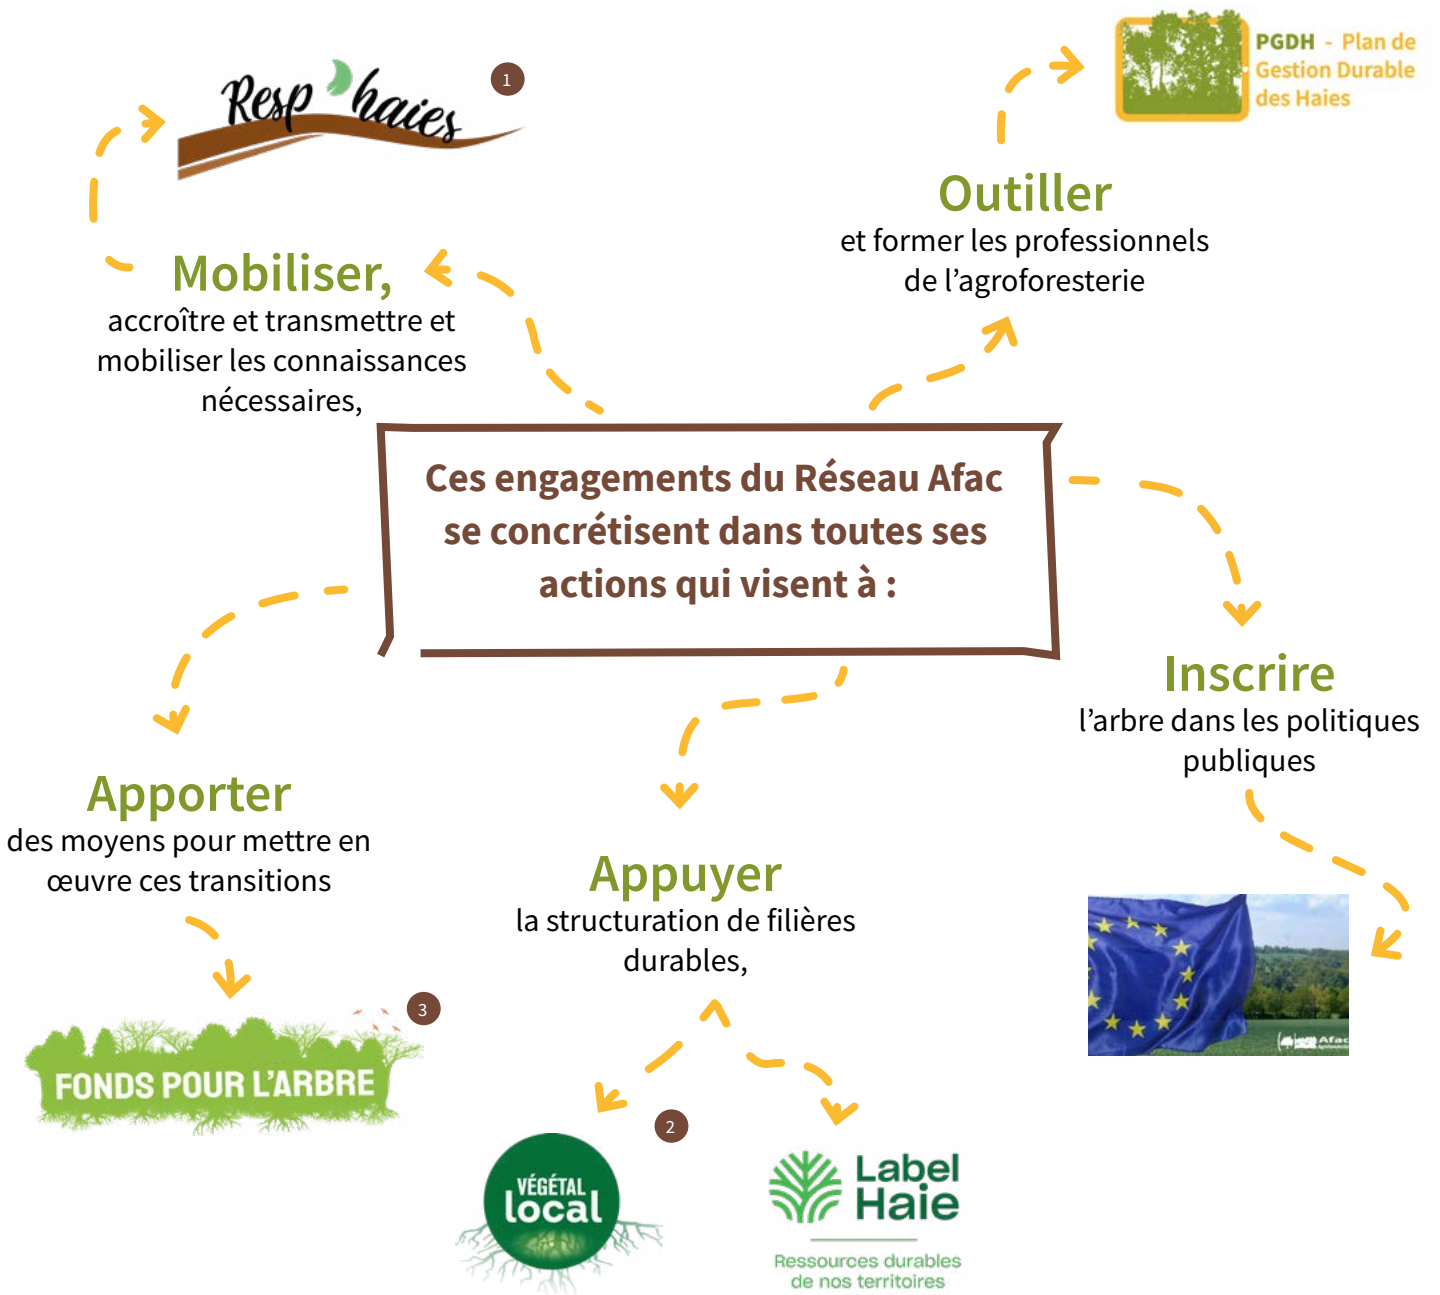 Resp haies
1
PGDH - Plan de
Gestion Durable
des Haies
Outiller
et former les professionnels
de l'agroforesterie
Mobiliser,
accroître et transmettre et
mobiliser les connaissances
nécessaires,
Ces engagements du Réseau Afac
se concrétisent dans toutes ses
actions qui visent à :
Inscrire
l'arbre dans les politiques
publiques
Apporter
des moyens pour mettre en
œuvre ces transitions
Appuyer
la structuration de filières
durables,
3
FONDS POUR L'ARBRE
Afac
2
VÉGÉTAL
local
Label
Haie
Ressources durables
de nos territoires